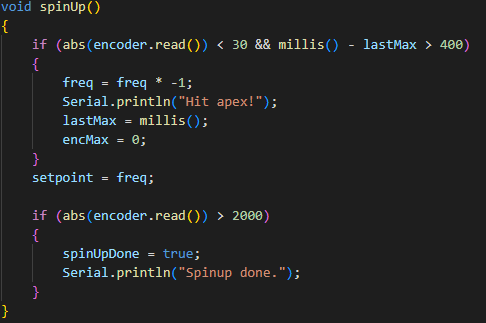 void spinUp()
{
    if (abs(encoder.read()) < 30 && millis() - lastMax > 400)
    {
        freq = freq * -1;
        Serial.println("Hit apex!");
        lastMax = millis();
        encMax = 0;
    }
    setpoint = freq;

    if (abs(encoder.read()) > 2000)
    {
        spinUpDone = true;
        Serial.println("Spinup done.");
    }
}